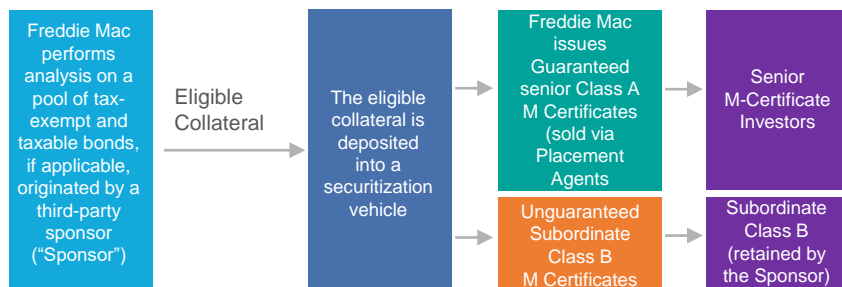 Freddie Mac
performs
analysis on a
pool of tax-
exempt and
taxable bonds,
if applicable,
originated by a
third-party
sponsor
(“Sponsor”)
Eligible
Collateral
The eligible
collateral is
deposited
into a
securitization
vehicle
Freddie Mac
issues
Guaranteed
senior Class A
M Certificates
(sold via
Placement
Agents
Senior
M-Certificate
Investors
Unguaranteed
Subordinate
Class B
M Certificates
Subordinate
Class B
(retained by
the Sponsor)